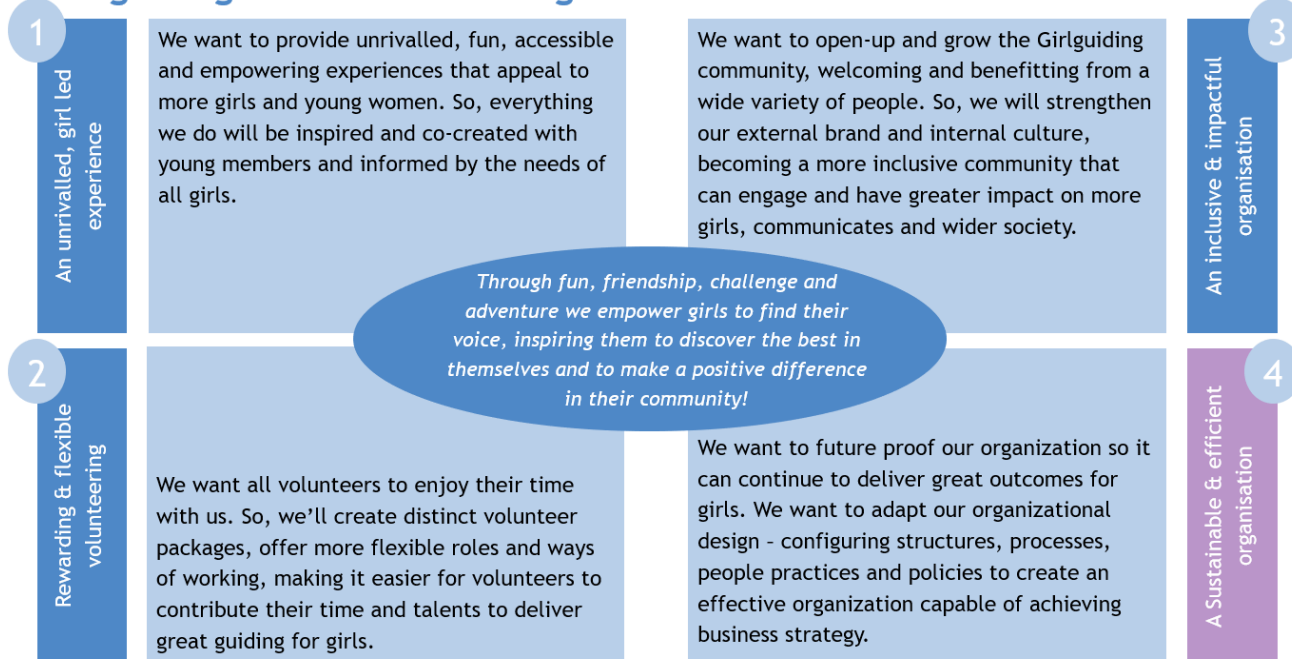 1
An unrivalled, girl led
experience
We want to provide unrivalled, fun, accessible
and empowering experiences that appeal to
more girls and young women. So, everything
we do will be inspired and co-created with
young members and informed by the needs of
all girls.
3
An inclusive & impactful
organisation
We want to open-up and grow the Girlguiding
community, welcoming and benefitting from a
wide variety of people. So, we will strengthen
our external brand and internal culture,
becoming a more inclusive community that
can engage and have greater impact on more
girls, communicates and wider society.
Through fun, friendship, challenge and
adventure we empower girls to find their
voice, inspiring them to discover the best in
themselves and to make a positive difference
in their community!
2
Rewarding & flexible
volunteering
We want all volunteers to enjoy their time
with us. So, we’ll create distinct volunteer
packages, offer more flexible roles and ways
of working, making it easier for volunteers to
contribute their time and talents to deliver
great guiding for girls.
4
A Sustainable & efficient
organisation
We want to future proof our organization so it
can continue to deliver great outcomes for
girls. We want to adapt our organizational
design – configuring structures, processes,
people practices and policies to create an
effective organization capable of achieving
business strategy.